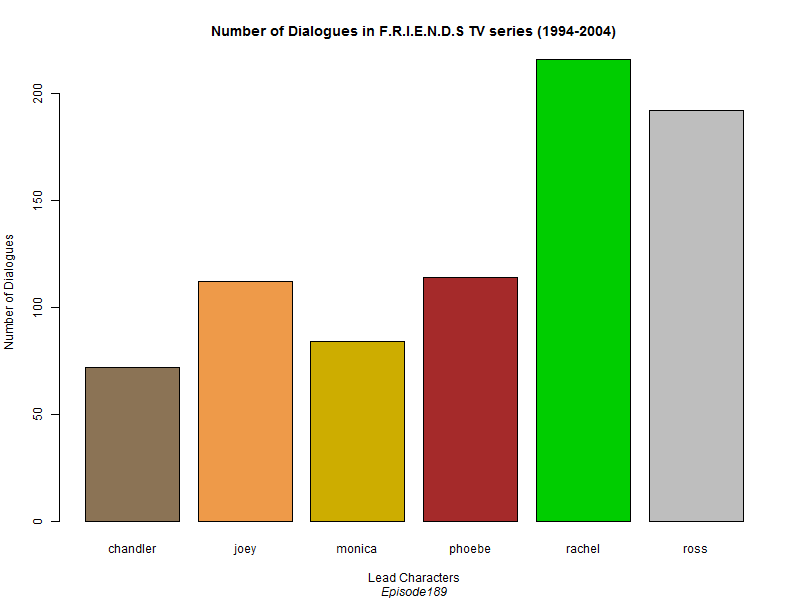 Number of Dialogues in F.R.I.E.N.D.S TV series (1994-2004)
Number of Dialogues
200
150
100
50
0
chandler joey monica phoebe rachel ross
Lead Characters
Episode189